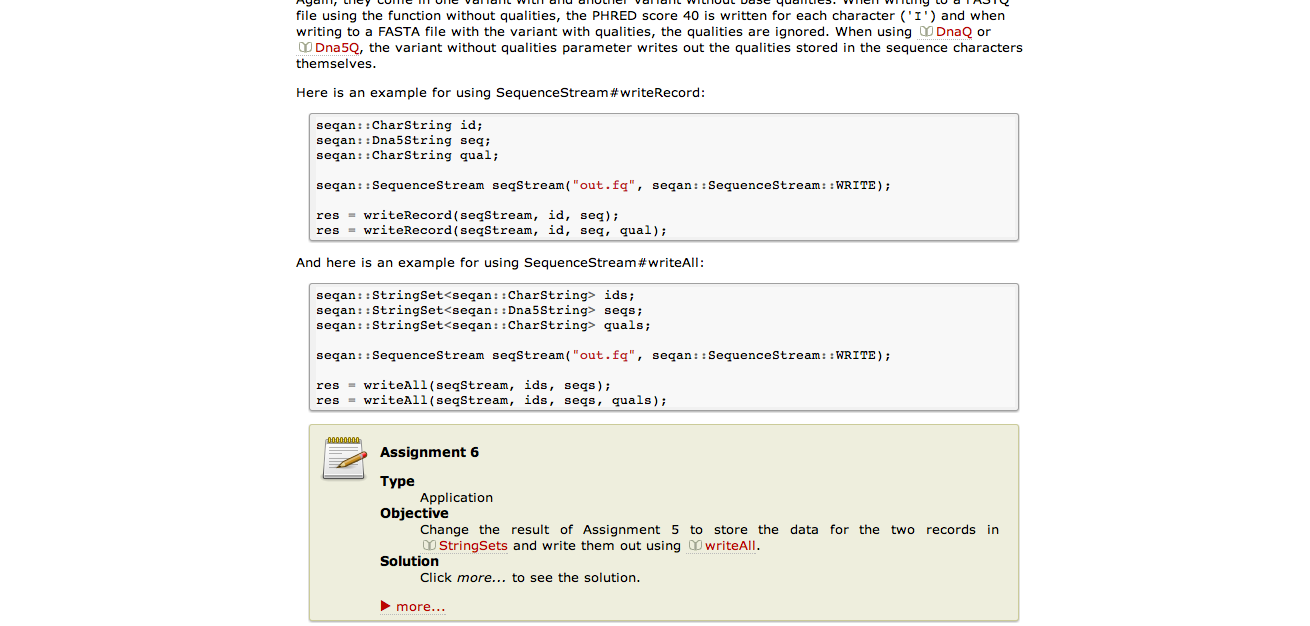 Again, they come in one variant with and another variant without base qualities. When writing to a FASTQ
file using the function without qualities, the PHRED score 40 is written for each character ('I') and when
writing to a FASTA file with the variant with qualities, the qualities are ignored. When using DnaQ or
Dna5Q, the variant without qualities parameter writes out the qualities stored in the sequence characters
themselves.
Here is an example for using SequenceStream#writeRecord:
seqan::CharString id;
seqan::Dna5String seq;
seqan::CharString qual;
seqan::SequenceStream seqStream("out.fq", seqan::SequenceStream::WRITE);
res = writeRecord(seqStream, id, seq);
res = writeRecord(seqStream, id, seq, qual);
And here is an example for using SequenceStream#writeAll:
seqan::StringSet<seqan::CharString> ids;
seqan::StringSet<seqan::Dna5String> seqs;
seqan::StringSet<seqan::CharString> quals;
seqan::SequenceStream seqStream("out.fq", seqan::SequenceStream::WRITE);
res = writeAll(seqStream, ids, seqs);
res = writeAll(seqStream, ids, seqs, quals);
Assignment 6
Type
Application
Objective
Change the result of Assignment 5 to store the data for the two records in
StringSets and write them out using writeAll.
Solution
Click more... to see the solution.
more...